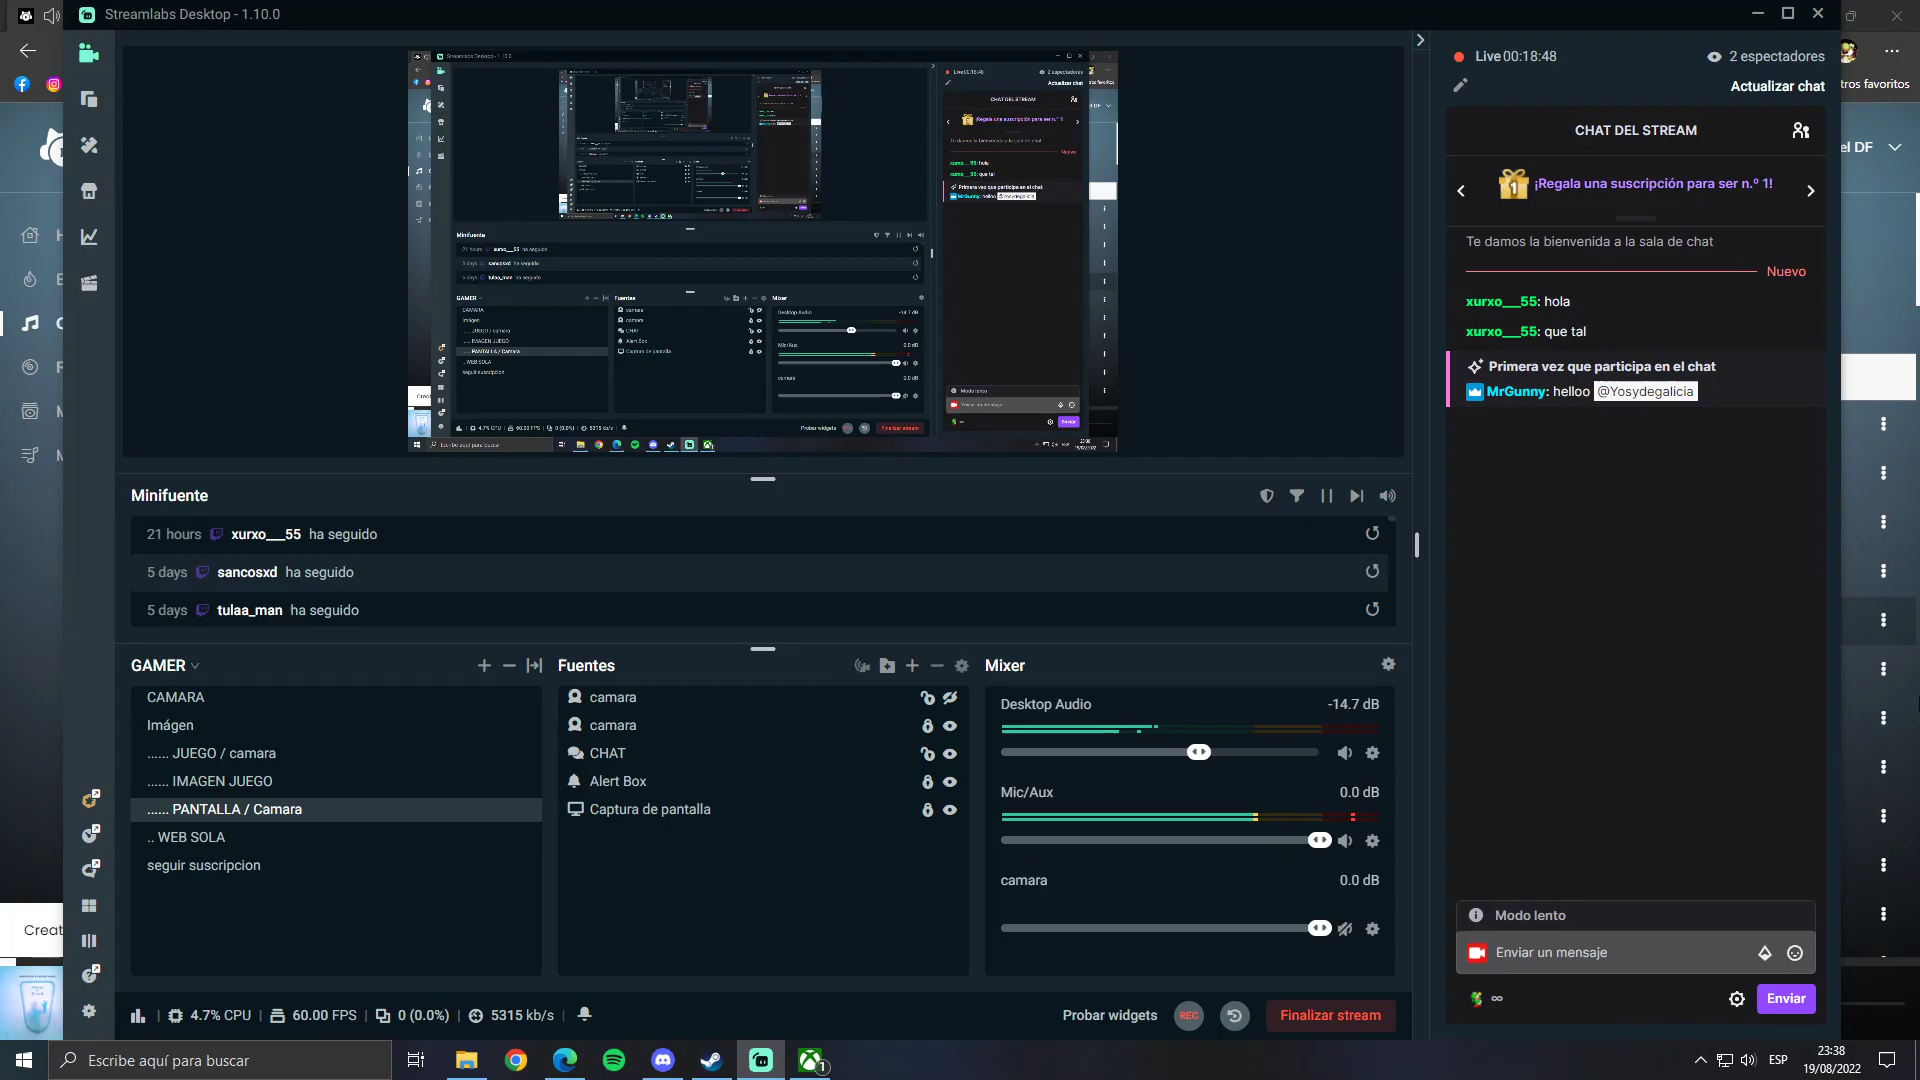 Streamlabs Desktop - 1.10.0
Live 00:18:48
2 espectadores
Actualizar chat
tros favoritos
CHAT DEL STREAM
el DF
¡Regala una suscripción para ser n.º 1!
Te damos la bienvenida a la sala de chat
Nuevo
xurxo___55: hola
xurxo___55: que tal
Primera vez que participa en el chat
MrGunny: helloo @Yosydegalicia
Minifuente
21 hours xurxo___55 ha seguido
5 days sancosxd ha seguido
5 days tulaa_man ha seguido
GAMER
CAMARA
Imágen
...... JUEGO / camara
...... IMAGEN JUEGO
...... PANTALLA / Camara
.. WEB SOLA
seguir suscripcion
Fuentes
camara
camara
CHAT
Alert Box
Captura de pantalla
Mixer
Desktop Audio -14.7 dB
Mic/Aux 0.0 dB
camara 0.0 dB
Modo lento
Enviar un mensaje
∞
Enviar
Creat
4.7% CPU
60.00 FPS
0 (0.0%)
5315 kb/s
Probar widgets
REC
Finalizar stream
Escribe aquí para buscar
1
ESP
23:38
19/08/2022